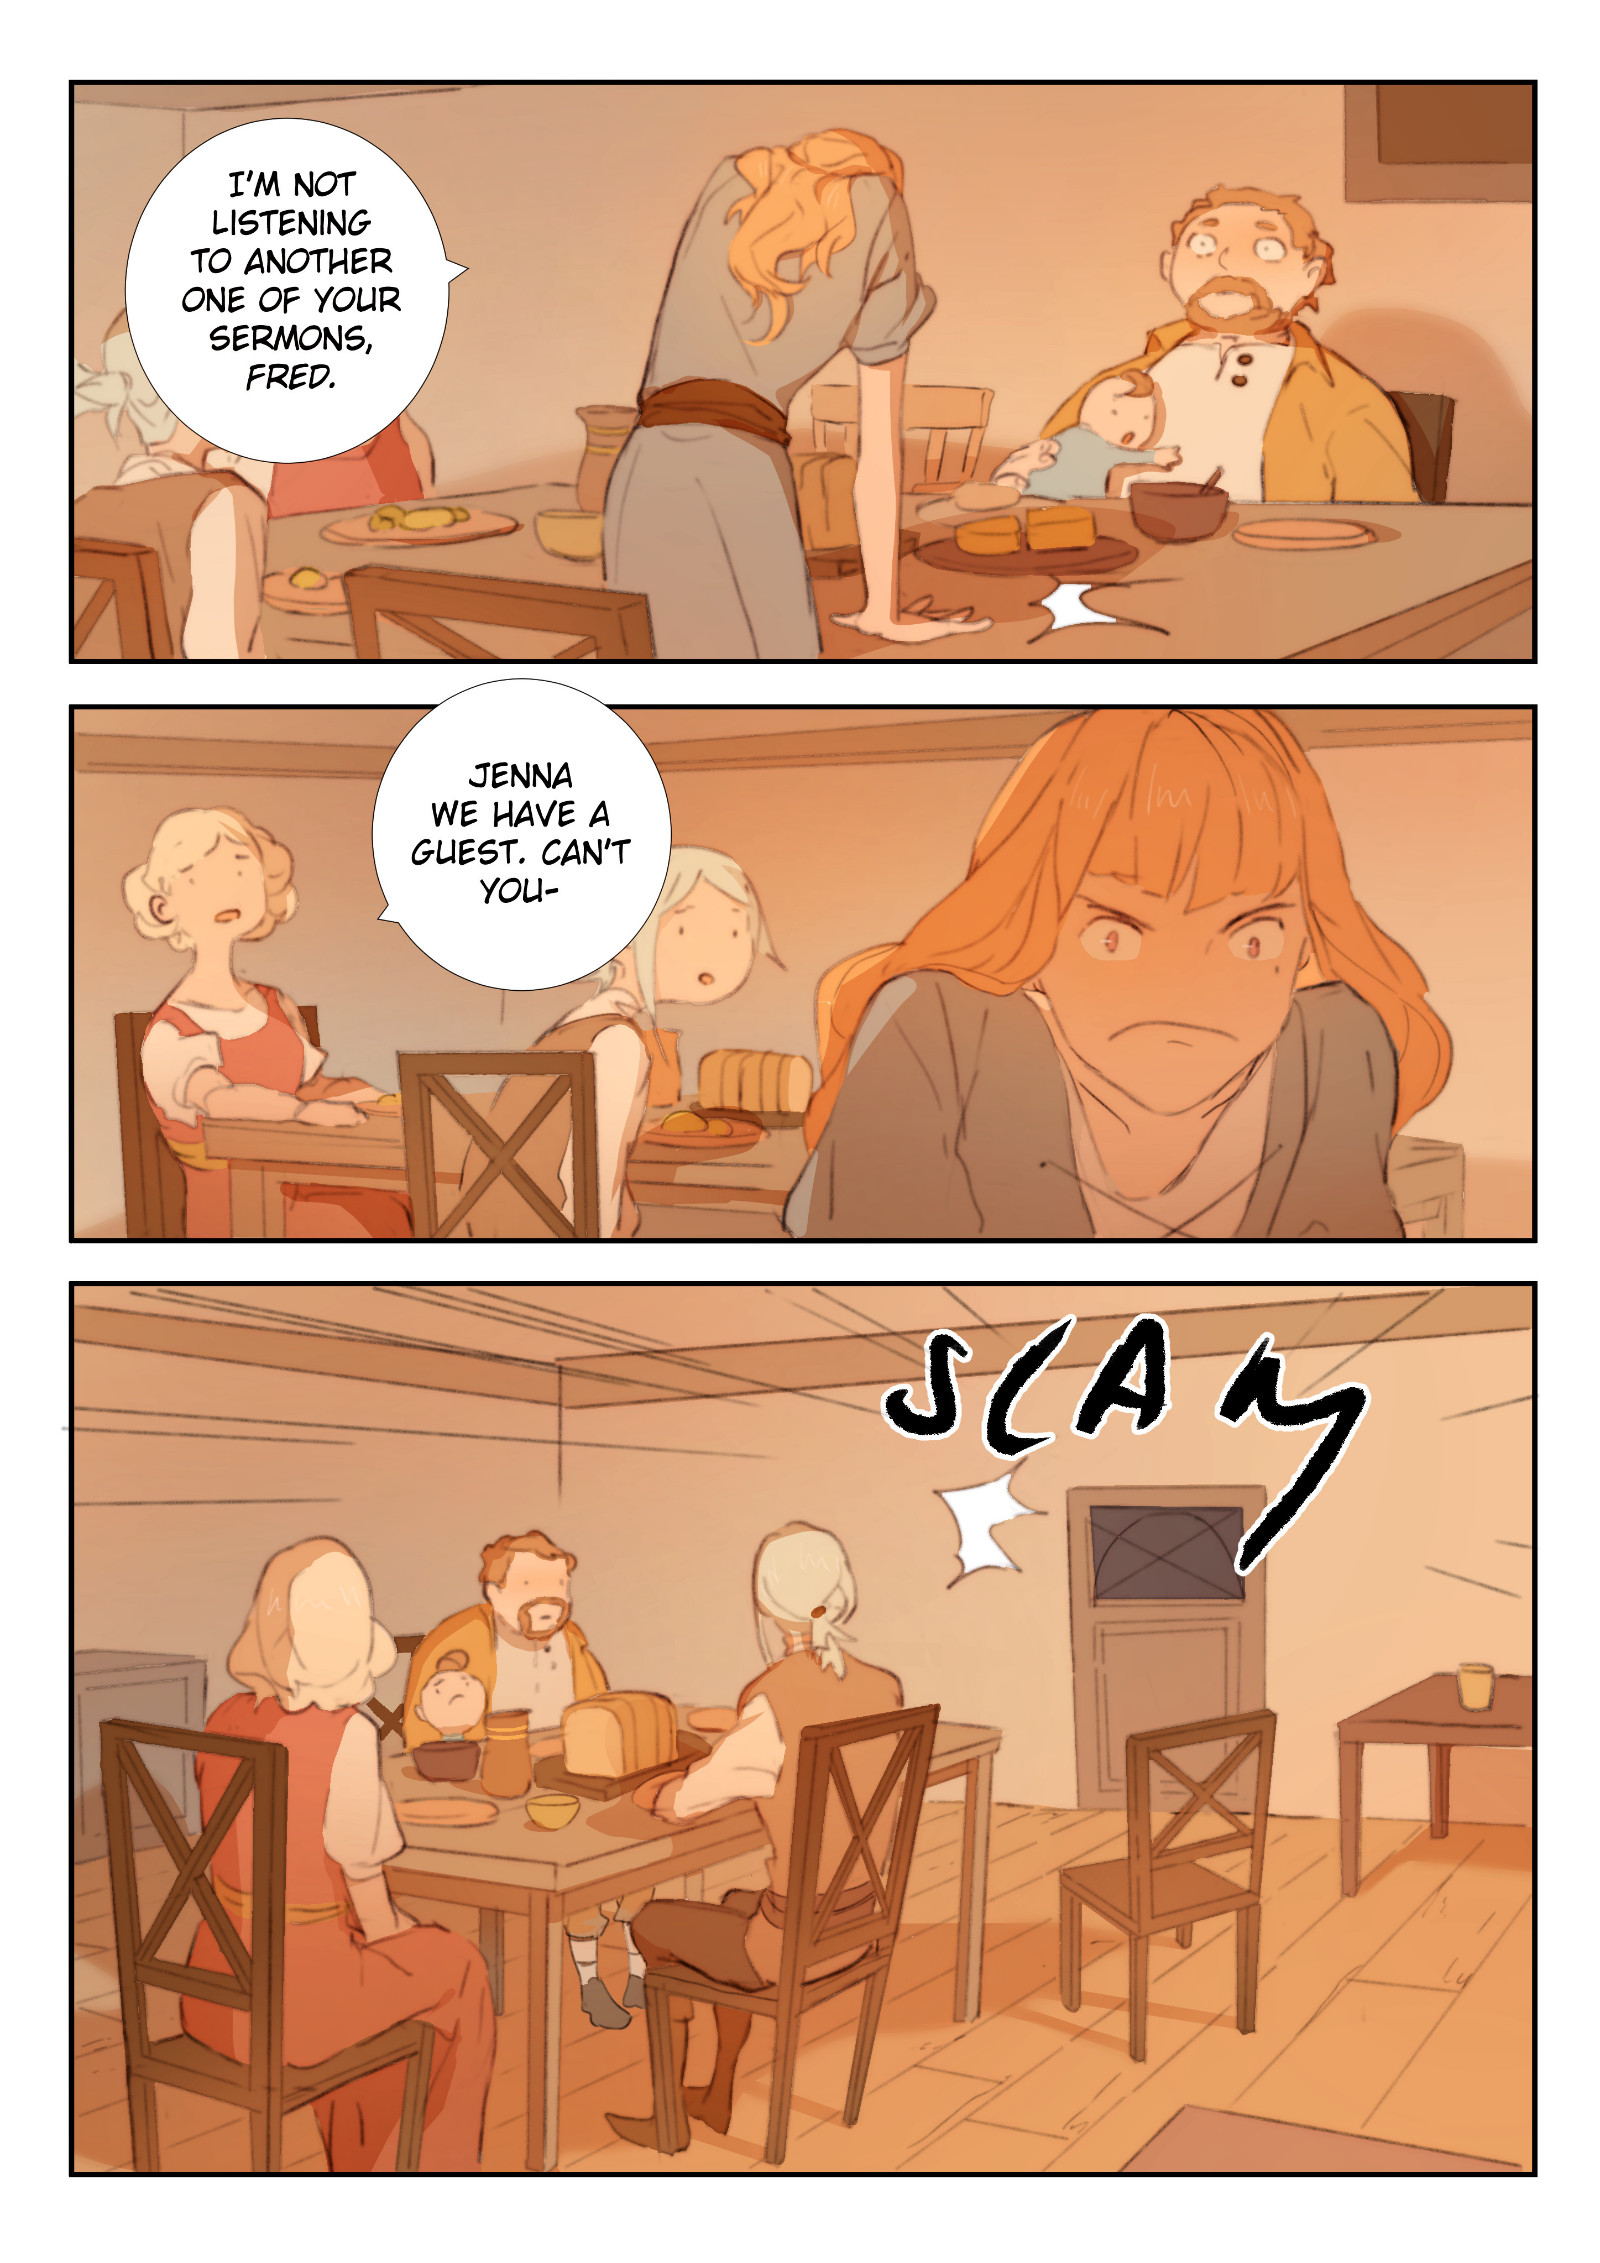 I'M NOT
LISTENING
TO ANOTHER
ONE OF YOUR
SERMONS,
FRED.
JENNA
WE HAVE A
GUEST. CAN'T
YOU-
SLAM